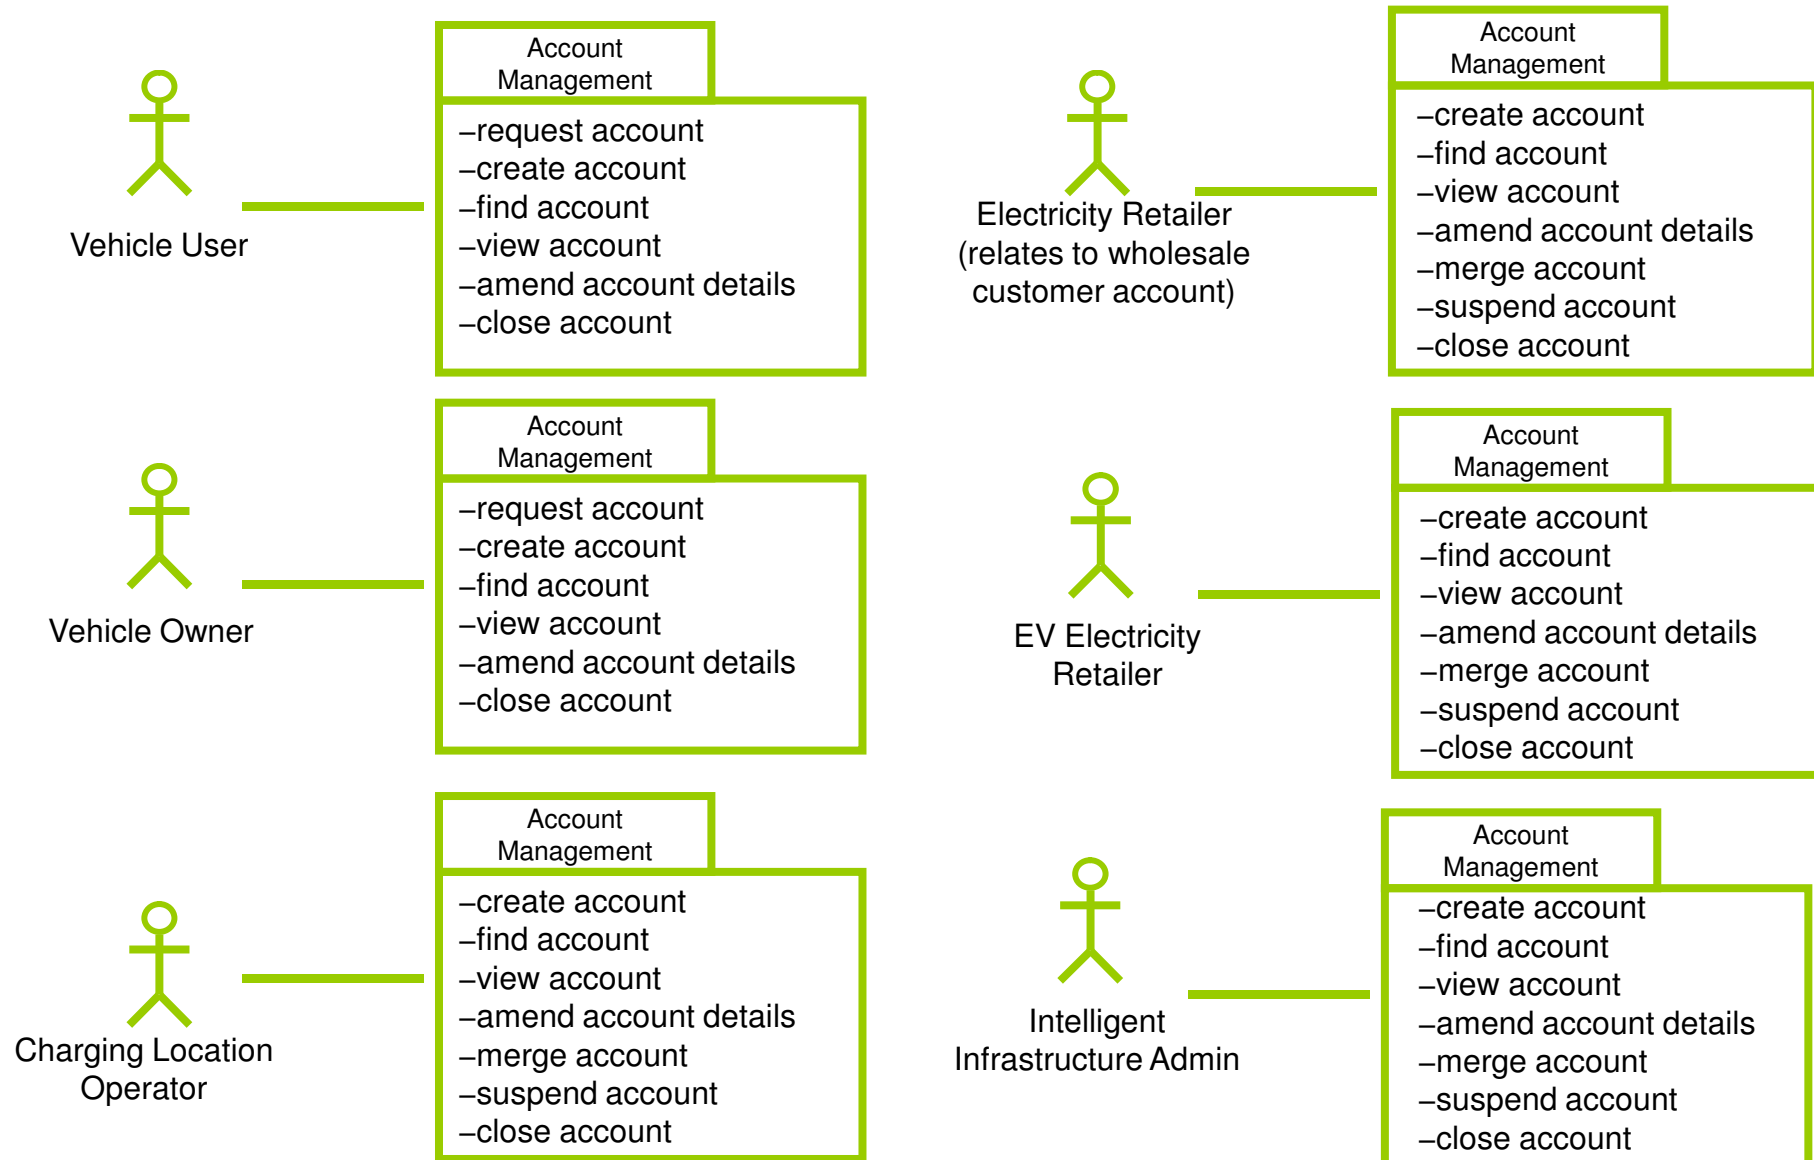 Account
Management
–request account
–create account
–find account
–view account
–amend account details
–close account
Vehicle User
Account
Management
–create account
–find account
–view account
–amend account details
–merge account
–suspend account
–close account
Electricity Retailer
(relates to wholesale
customer account)
Account
Management
–request account
–create account
–find account
–view account
–amend account details
–close account
Vehicle Owner
Account
Management
–create account
–find account
–view account
–amend account details
–merge account
–suspend account
–close account
EV Electricity
Retailer
Account
Management
–create account
–find account
–view account
–amend account details
–merge account
–suspend account
–close account
Charging Location
Operator
Account
Management
–create account
–find account
–view account
–amend account details
–merge account
–suspend account
–close account
Intelligent
Infrastructure Admin